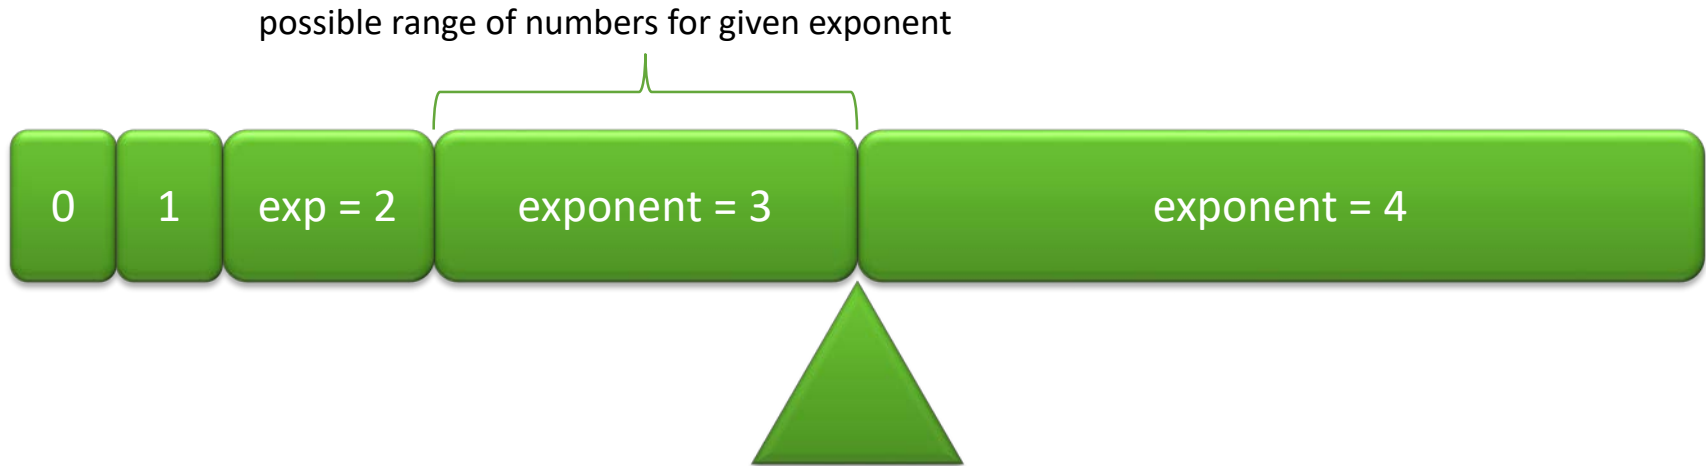 possible range of numbers for given exponent
0
1
exp = 2
exponent = 3
exponent = 4